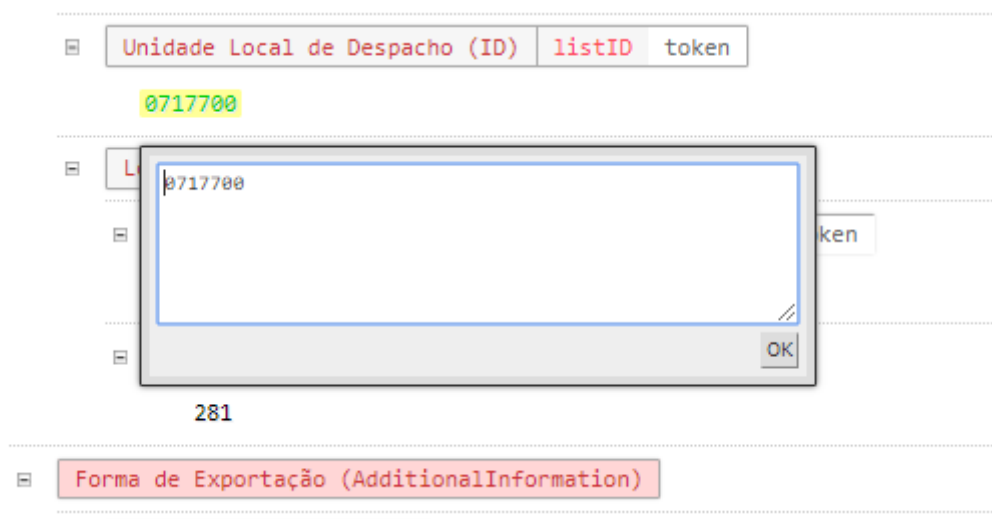 Unidade Local de Despacho (ID) listID token
0717700
0717700
ken
OK
281
Forma de Exportação (AdditionalInformation)